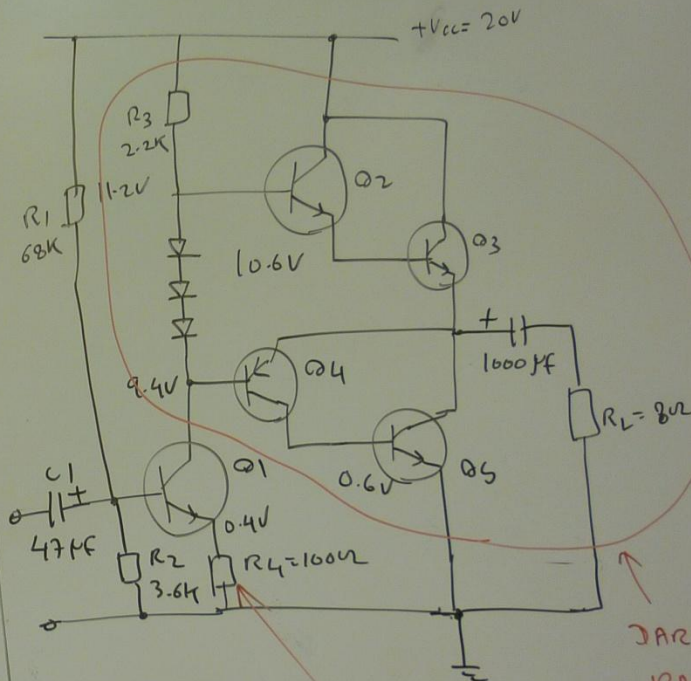 +Vcc= 20V
R3
2.2K
11.2V
R1
68K
Q2
10.6V
Q3
+
1000µF
9.4V
Q4
RL= 8Ω
Q1
Q5
0.6V
C1
+
47µF
0.4V
R2
3.6K
R4=100Ω
DAR